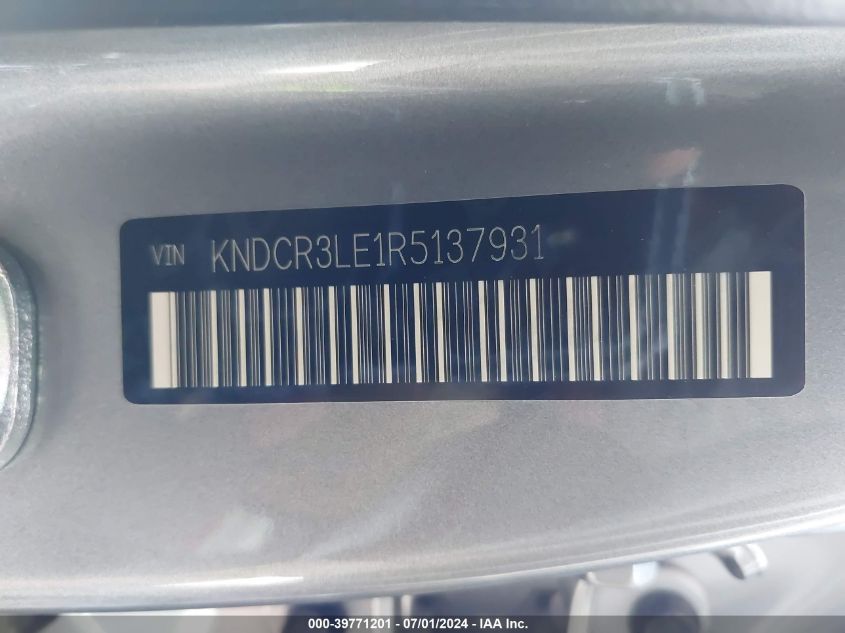 VIN KNDCR3LE1R5137931
000-39771201 - 07/01/2024 - IAA Inc.